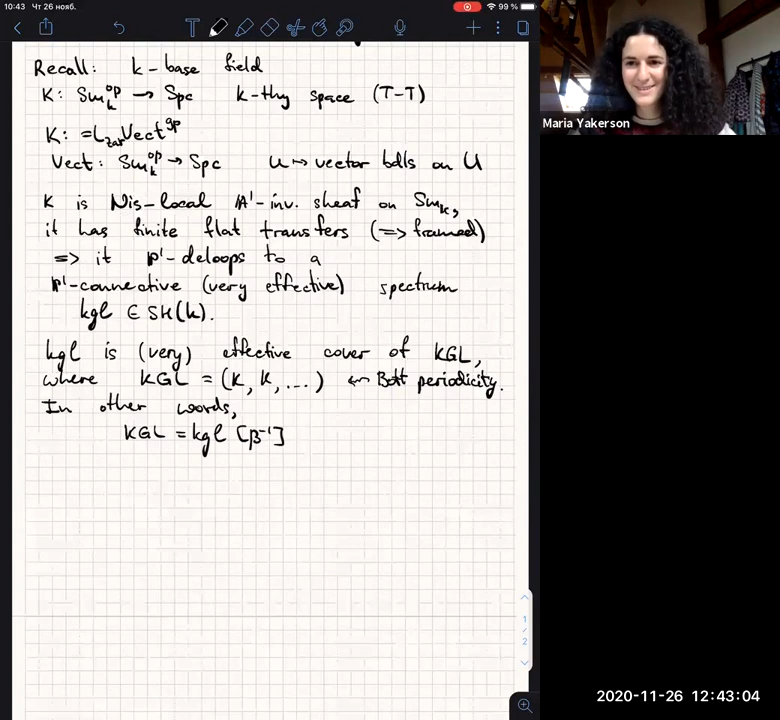 10:43 Чт 26 нояб.
99 %
Recall: k - base field
K: Sm_k^op → Spc k-thy space (T-T)
K: =L_zar Vect^gp
Vect: Sm_k^op → Spc U ↦ vector bdls on U
K is Nis-local A¹-inv. sheaf on Sm_k,
it has finite flat transfers (=> framed)
=> it P¹-deloops to a
P¹-connective (very effective) spectrum
kgl ∈ SH(k).
kgl is (very) effective cover of KGL,
where KGL = (K, K, ...) ← Bott periodicity.
In other words,
KGL = kgl [β⁻¹]
1
/
2
Maria Yakerson
2020-11-26 12:43:04